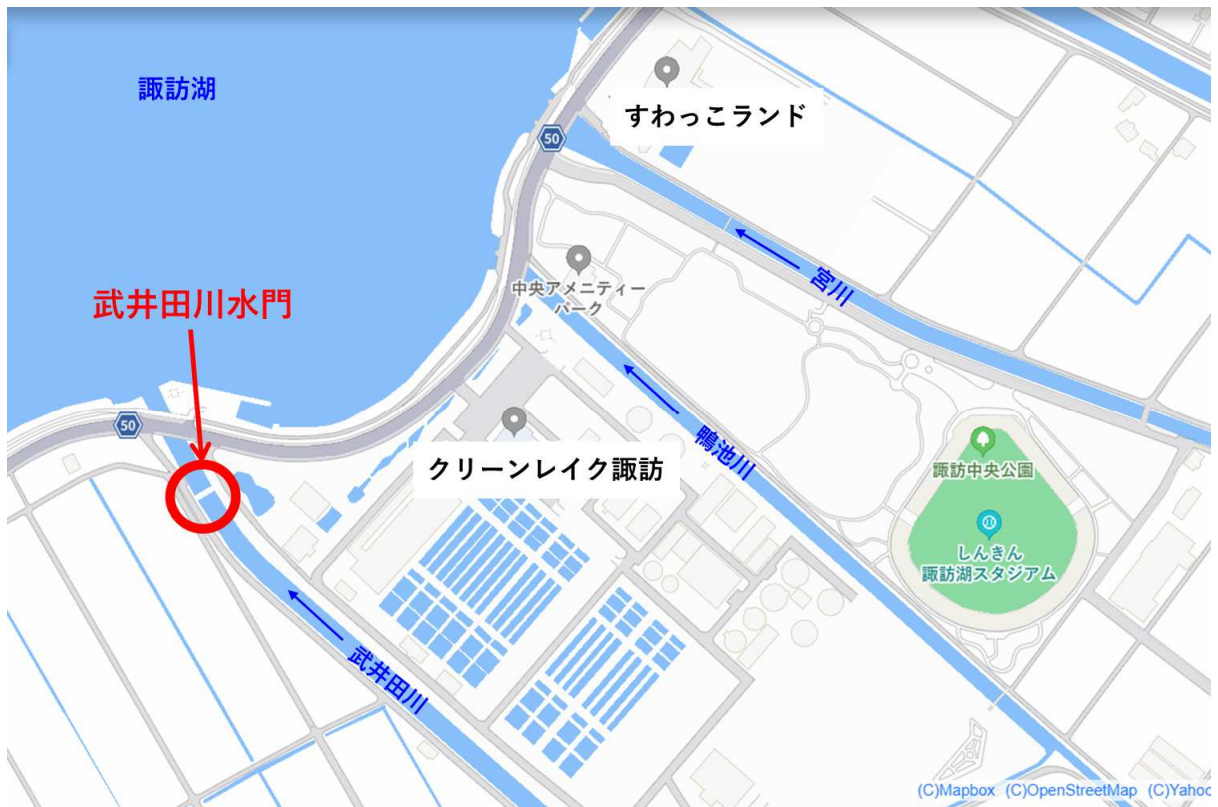 諏訪湖
すわっこランド
50
宮川
中央アメニティー
パーク
武井田川水門
50
鴨池川
クリーンレイク諏訪
諏訪中央公園
しんきん
諏訪湖スタジアム
武井田川
(C)Mapbox (C)OpenStreetMap (C)Yahoo